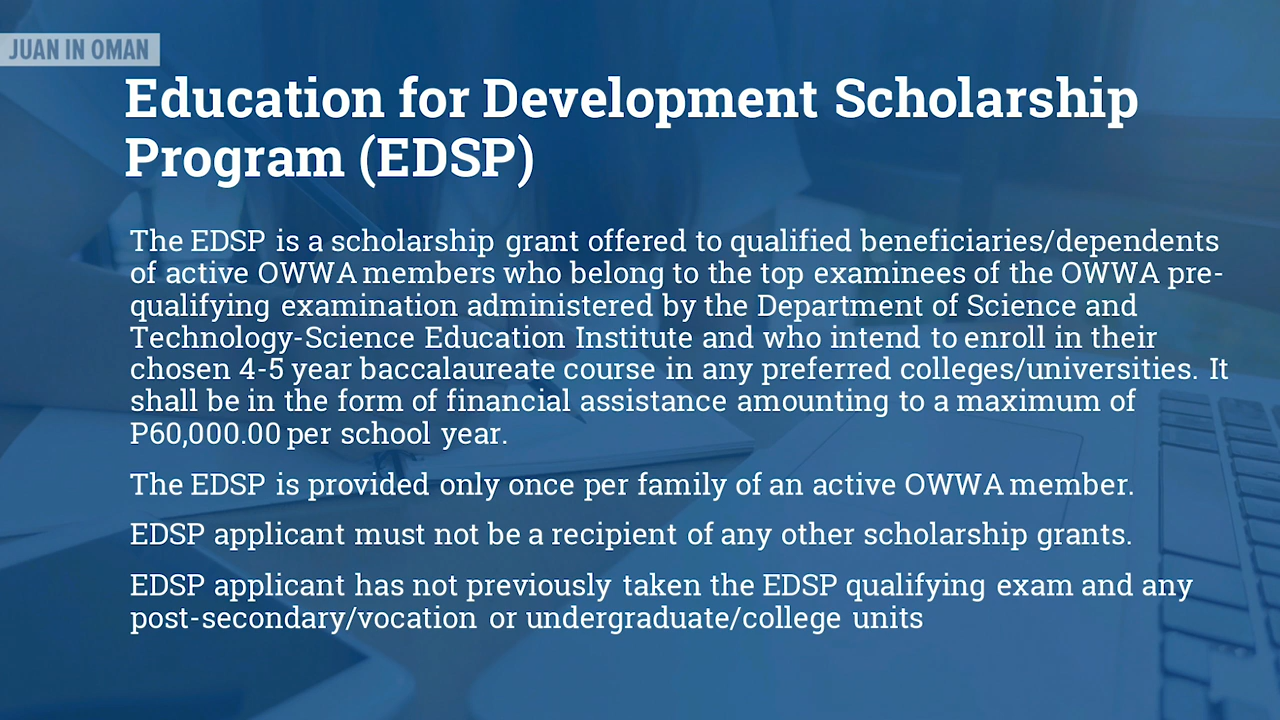 JUAN IN OMAN
Education for Development Scholarship
Program (EDSP)
The EDSP is a scholarship grant offered to qualified beneficiaries/dependents
of active OWWA members who belong to the top examinees of the OWWA pre-
qualifying examination administered by the Department of Science and
Technology-Science Education Institute and who intend to enroll in their
chosen 4-5 year baccalaureate course in any preferred colleges/universities. It
shall be in the form of financial assistance amounting to a maximum of
P60,000.00 per school year.
The EDSP is provided only once per family of an active OWWA member.
EDSP applicant must not be a recipient of any other scholarship grants.
EDSP applicant has not previously taken the EDSP qualifying exam and any
post-secondary/vocation or undergraduate/college units